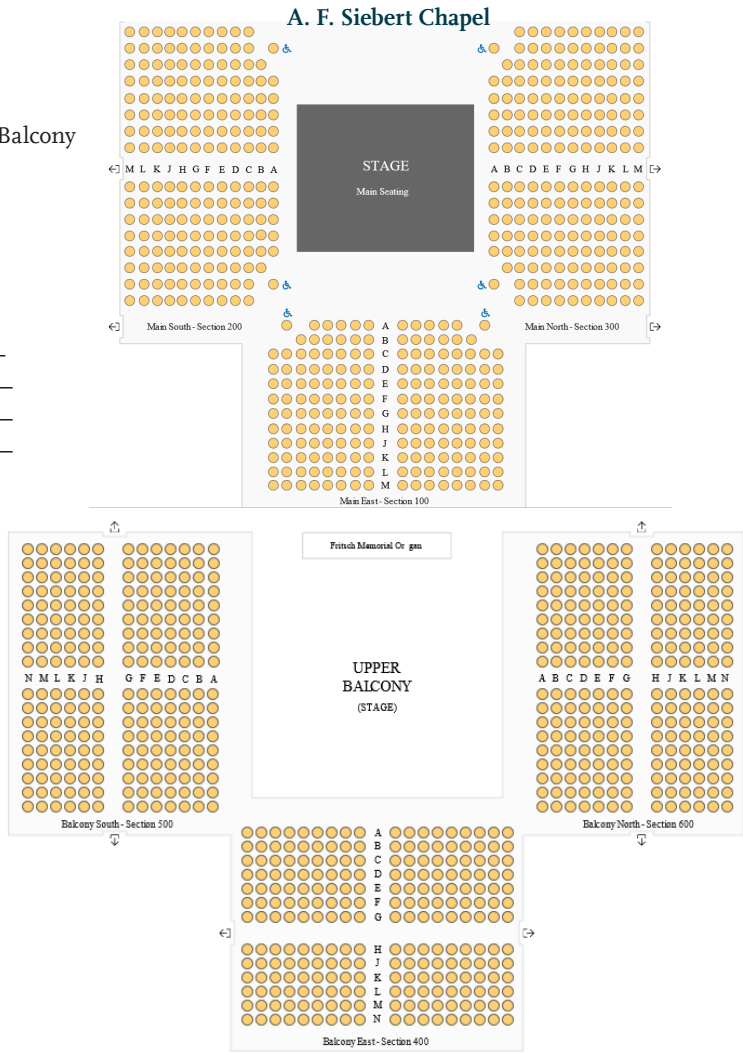 A. F. Siebert Chapel
Balcony
STAGE
Main Seating
M L K J H G F E D C B A
A B C D E F G H J K L M
Main South - Section 200
Main North - Section 300
A
B
C
D
E
F
G
H
J
K
L
M
Main East - Section 100
Fritsch Memorial Or gan
UPPER
BALCONY
(STAGE)
N M L K J H G F E D C B A
A B C D E F G H J K L M N
Balcony South - Section 500
Balcony North - Section 600
A
B
C
D
E
F
G
H
J
K
L
M
N
Balcony East - Section 400